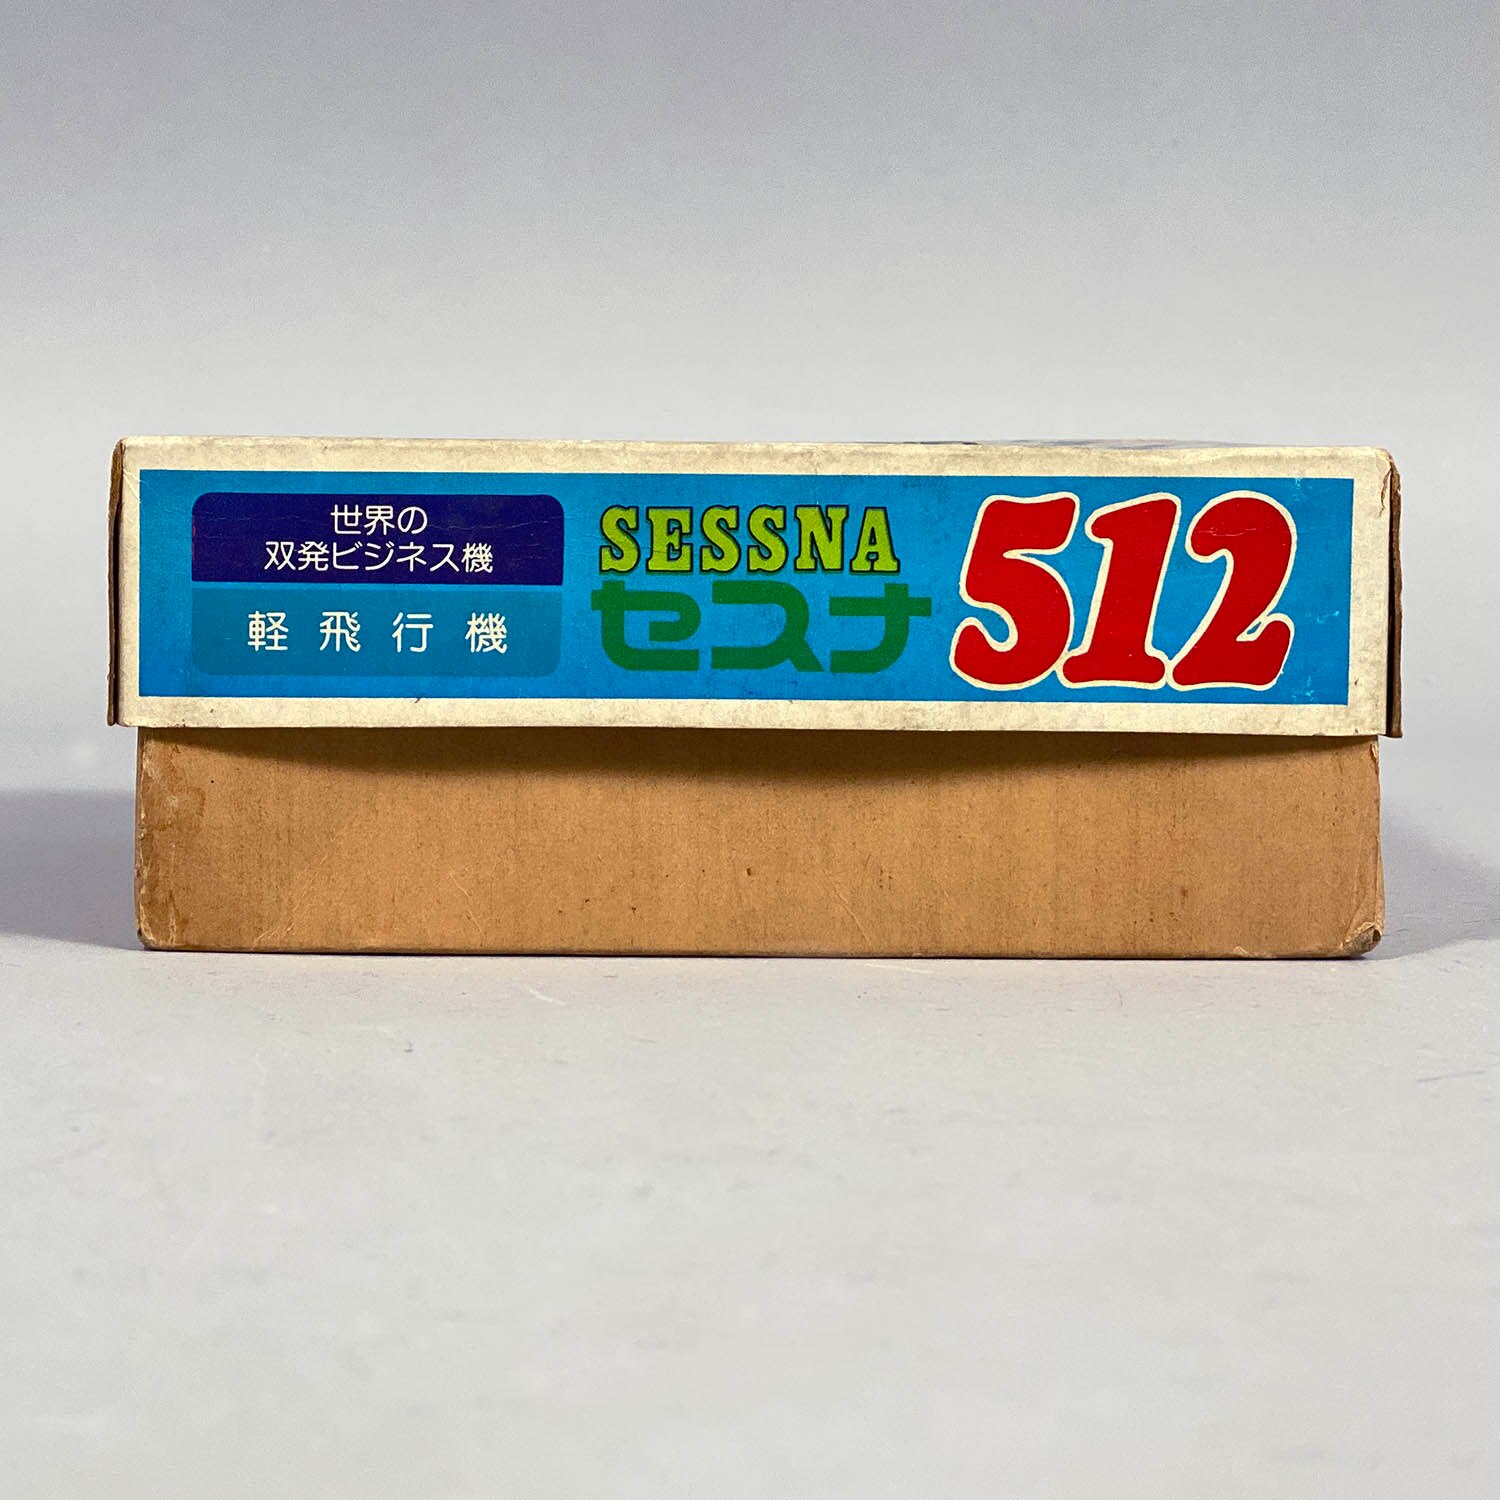 世界の
双発ビジネス機
軽飛行機
SESSNA
セスナ
512